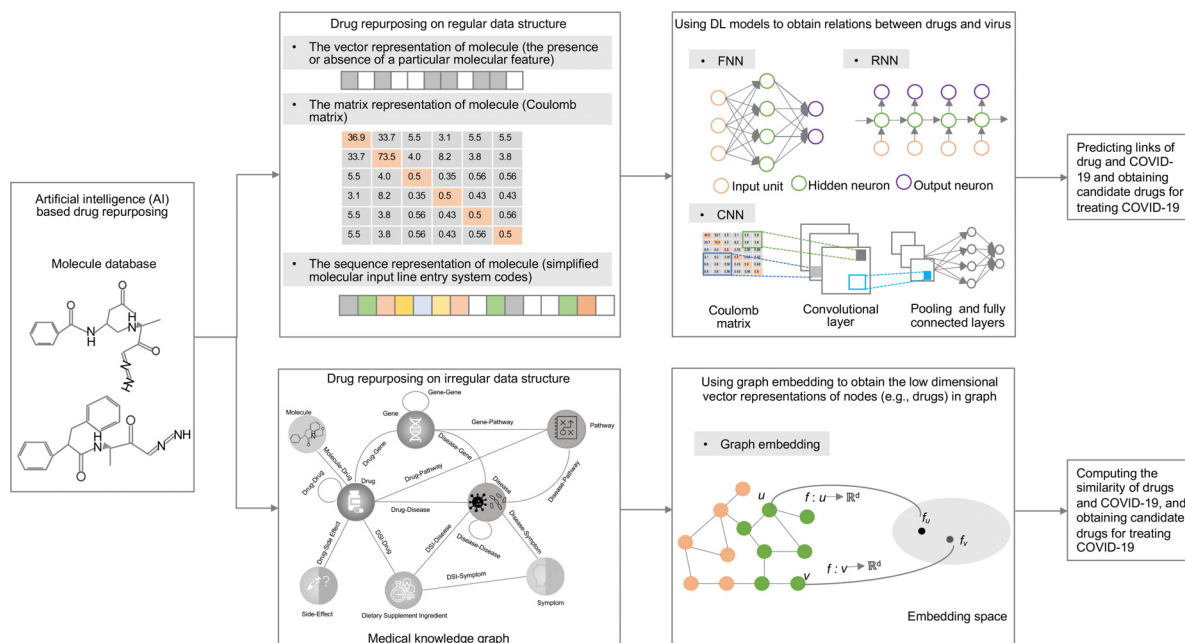 Artificial intelligence (AI)
based drug repurposing
Molecule database
O
O
N
H
H
N
O
N
HN
O
H
N
O
N
NH
Drug repurposing on regular data structure
• The vector representation of molecule (the presence
or absence of a particular molecular feature)
• The matrix representation of molecule (Coulomb
matrix)
36.9 33.7 5.5 3.1 5.5 5.5
33.7 73.5 4.0 8.2 3.8 3.8
5.5 4.0 0.5 0.35 0.56 0.56
3.1 8.2 0.35 0.5 0.43 0.43
5.5 3.8 0.56 0.43 0.5 0.56
5.5 3.8 0.56 0.43 0.56 0.5
• The sequence representation of molecule (simplified
molecular input line entry system codes)
Using DL models to obtain relations between drugs and virus
• FNN
• RNN
Input unit
Hidden neuron
Output neuron
• CNN
Coulomb
matrix
Convolutional
layer
Pooling and fully
connected layers
Predicting links of
drug and COVID-
19 and obtaining
candidate drugs for
treating COVID-19
Drug repurposing on irregular data structure
Gene-Gene
Molecule
Gene
Gene-Pathway
Pathway
Molecule-Drug
Drug-Gene
Disease-Gene
Drug-Pathway
Disease-Pathway
Drug-Drug
Drug
Disease
Drug-Disease
Drug-Side Effect
DSI-Drug
DSI-Disease
Disease-Disease
Disease-Symptom
DSI-Symptom
Side-Effect
Dietary Supplement Ingredient
Symptom
Medical knowledge graph
Using graph embedding to obtain the low dimensional
vector representations of nodes (e.g., drugs) in graph
• Graph embedding
u
f : u → ℝd
fu
fv
f : v → ℝd
v
Embedding space
Computing the
similarity of drugs
and COVID-19, and
obtaining candidate
drugs for treating
COVID-19